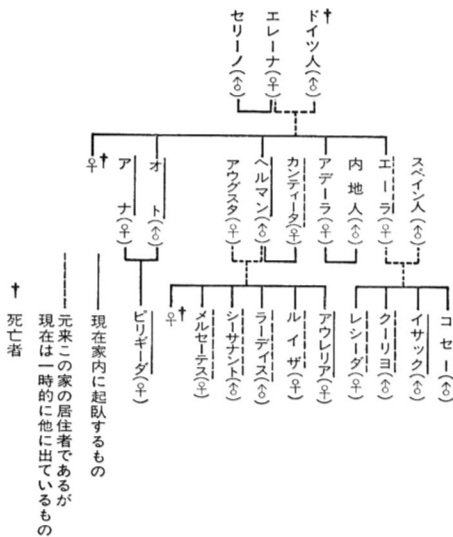 ドイツ人(♂)†
エレーナ(♀)
セリーノ(♂)
スペイン人(♂)
エーラ(♀)
内地人(♂)
アデーラ(♀)
カンティータ(♀)
ヘルマン(♂)
アウグスタ(♀)
オト(♂)
アナ(♀)
♀†
コセー(♂)
イサック(♂)
クーリヨ(♂)
レシーダ(♀)
アウレリア(♀)
ルイザ(♀)
ラーディス(♂)
シーサナント(♂)
メルセーテス(♀)
♀†
ビリギーダ(♀)
現在家内に起臥するもの
元来この家の居住者であるが
現在は一時的に他に出ているもの
† 死亡者